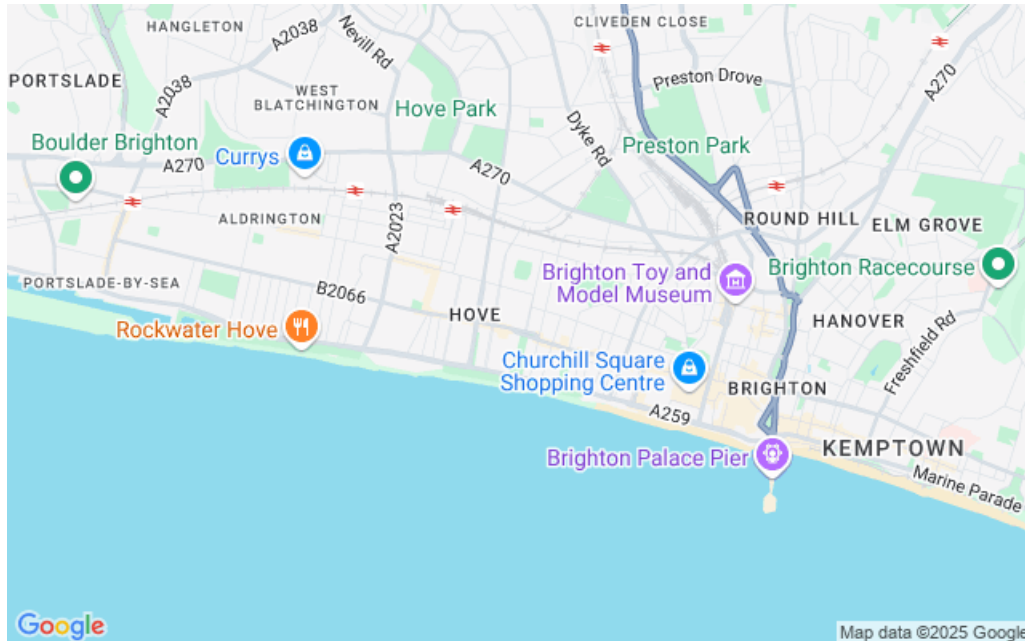 CLIVEDEN CLOSE
HANGLETON
A2038
Nevill Rd
PORTSLADE
A2038
WEST
BLATCHINGTON
Hove Park
Preston Drove
A270
Dyke Rd
Preston Park
Boulder Brighton
Currys
A270
A270
ALDRINGTON
A2023
ROUND HILL
ELM GROVE
PORTSLADE-BY-SEA
B2066
Brighton Toy and
Model Museum
Brighton Racecourse
Rockwater Hove
HOVE
HANOVER
Freshfield Rd
Churchill Square
Shopping Centre
BRIGHTON
A259
Brighton Palace Pier
KEMPTOWN
Marine Parade
Google
Map data ©2025 Google